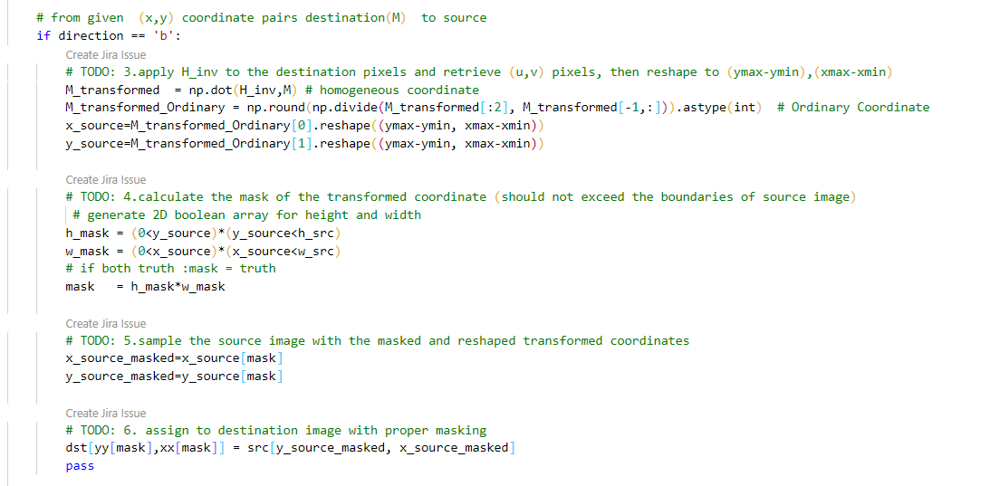 # from given  (x,y) coordinate pairs destination(M)  to source
if direction == 'b':
Create Jira Issue
# TODO: 3.apply H_inv to the destination pixels and retrieve (u,v) pixels, then reshape to (ymax-ymin),(xmax-xmin)
M_transformed  = np.dot(H_inv,M) # homogeneous coordinate
M_transformed_Ordinary = np.round(np.divide(M_transformed[:2], M_transformed[-1,:])).astype(int)  # Ordinary Coordinate
x_source=M_transformed_Ordinary[0].reshape((ymax-ymin, xmax-xmin))
y_source=M_transformed_Ordinary[1].reshape((ymax-ymin, xmax-xmin))
Create Jira Issue
# TODO: 4.calculate the mask of the transformed coordinate (should not exceed the boundaries of source image)
# generate 2D boolean array for height and width
h_mask = (0<y_source)*(y_source<h_src)
w_mask = (0<x_source)*(x_source<w_src)
# if both truth :mask = truth
mask   = h_mask*w_mask
Create Jira Issue
# TODO: 5.sample the source image with the masked and reshaped transformed coordinates
x_source_masked=x_source[mask]
y_source_masked=y_source[mask]
Create Jira Issue
# TODO: 6. assign to destination image with proper masking
dst[yy[mask],xx[mask]] = src[y_source_masked, x_source_masked]
pass